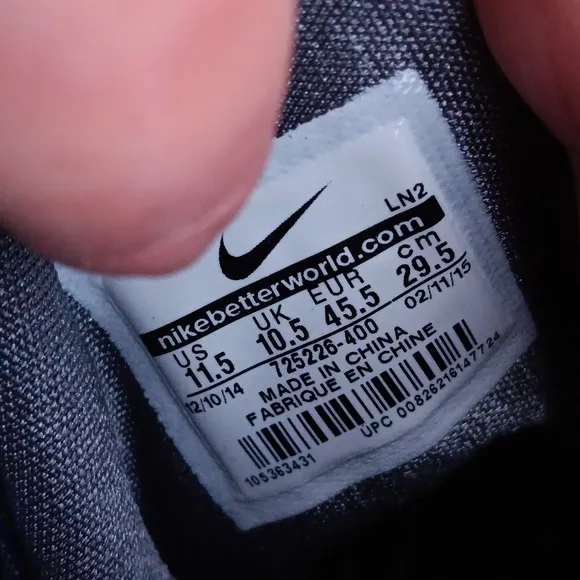 LN2
nikebetterworld.com
US UK EUR cm
11.5 10.5 45.5 29.5
12/10/14 725226-400 02/11/15
MADE IN CHINA
FABRIQUE EN CHINE
105363431 UPC 00826216147724